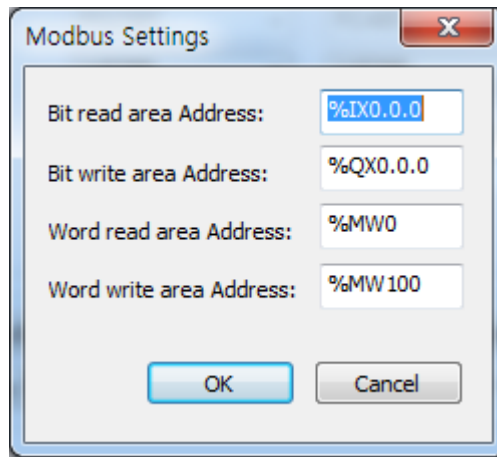 Modbus Settings
Bit read area Address: %IX0.0.0
Bit write area Address: %QX0.0.0
Word read area Address: %MW0
Word write area Address: %MW100
OK Cancel